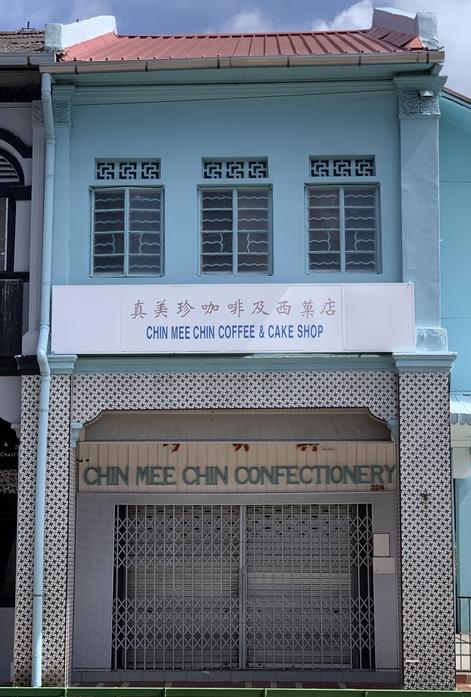 真美珍咖啡及西菓店
CHIN MEE CHIN COFFEE & CAKE SHOP
CHIN MEE CHIN CONFECTIONERY
204